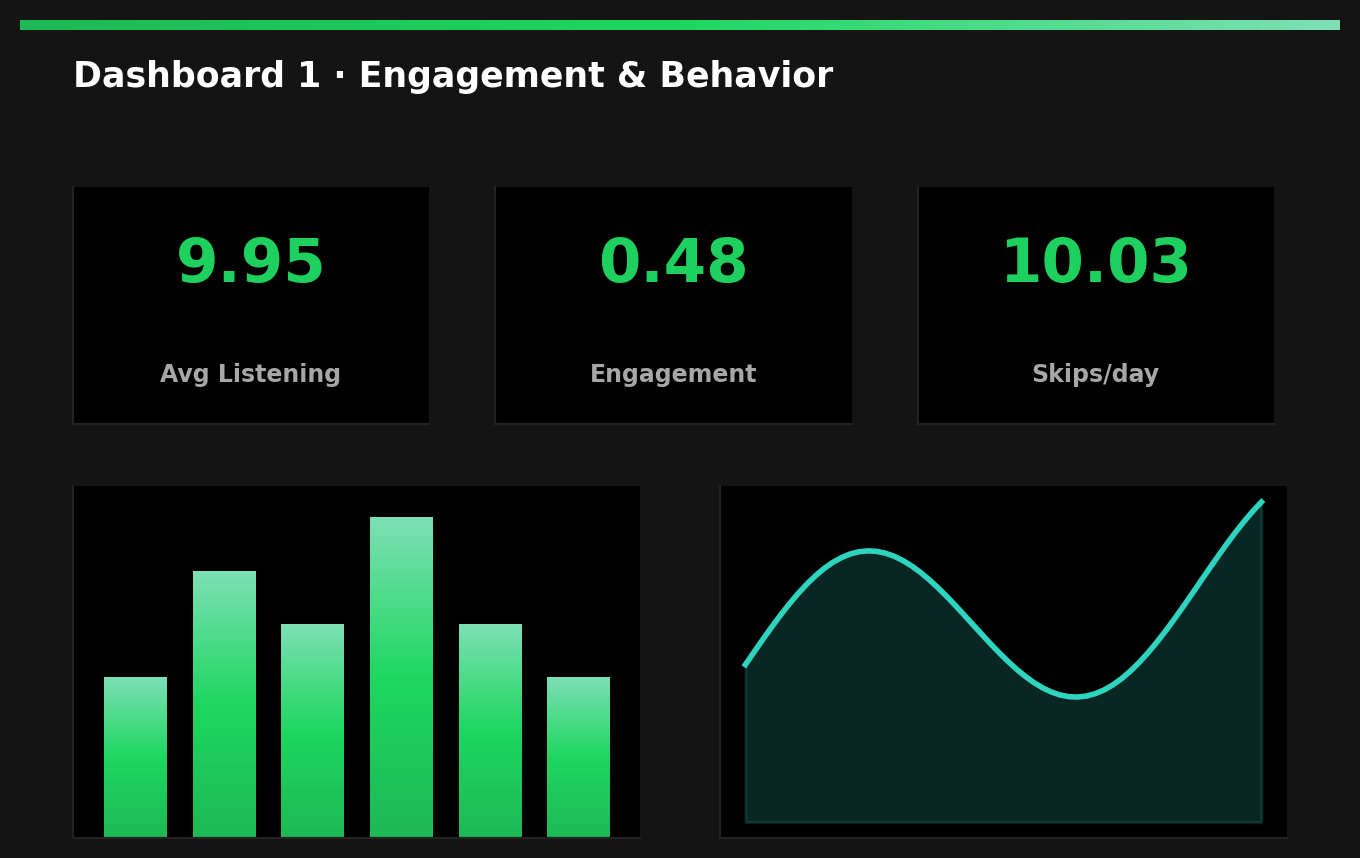 Dashboard 1 · Engagement & Behavior
9.95
0.48
10.03
Avg Listening
Engagement
Skips/day